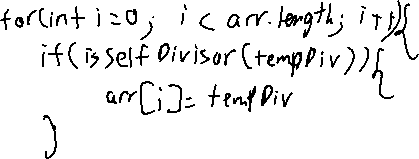 for(int i=0; i < arr.length; i++){
if(isSelfDivisor(tempDiv)){
arr[i]= tempDiv
}